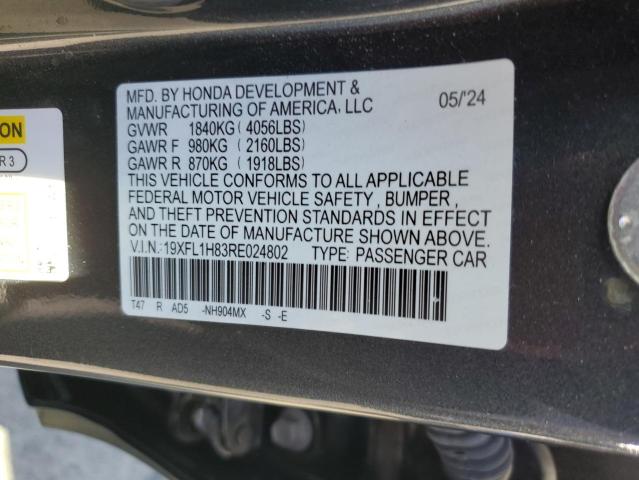 MFD. BY HONDA DEVELOPMENT &
MANUFACTURING OF AMERICA. LLC 05/'24
GVWR 1840KG ( 4056LBS)
GAWR F 980KG ( 2160LBS)
GAWR R 870KG ( 1918LBS)
THIS VEHICLE CONFORMS TO ALL APPLICABLE
FEDERAL MOTOR VEHICLE SAFETY , BUMPER ,
AND THEFT PREVENTION STANDARDS IN EFFECT
ON THE DATE OF MANUFACTURE SHOWN ABOVE.
V.I.N.:19XFL1H83RE024802 TYPE: PASSENGER CAR
T47 R AD5 -NH904MX -S -E
ON
R 3